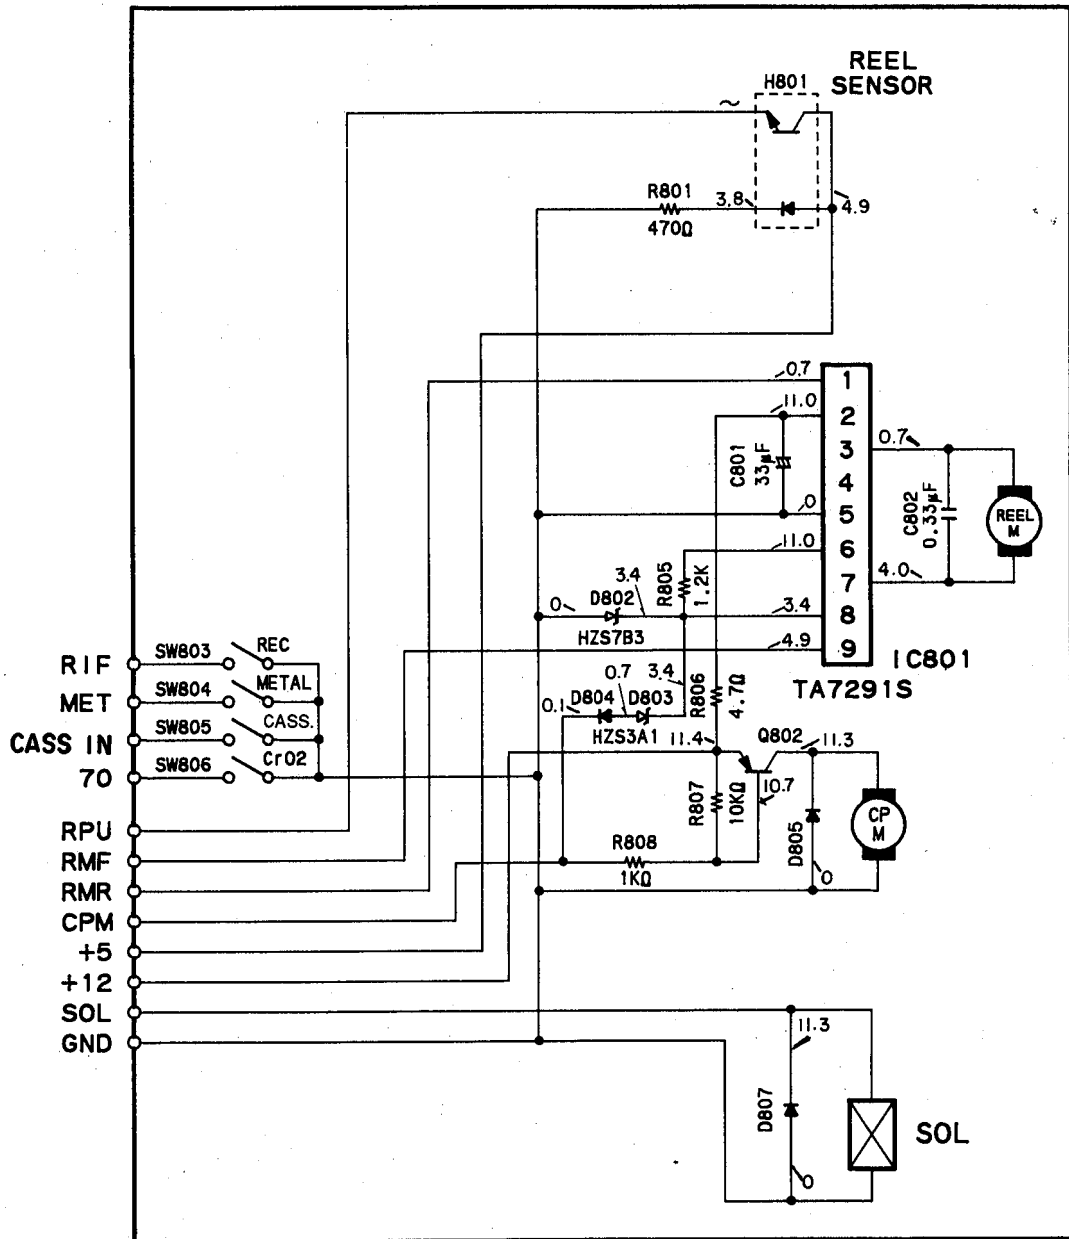 REEL
SENSOR
H801
~
R801
470Ω
3.8
4.9
0.7
11.0
C801
33µF
0
11.0
R805
1.2K
3.4
D802
0
HZS7B3
3.4
4.9
1
2
3
4
5
6
7
8
9
IC801
TA7291S
0.7
C802
0.33µF
4.0
REEL
M
3.4
0.7
0.1
D804
D803
HZS3A1
R806
4.7Ω
11.4
Q802
11.3
10.7
R807
10KΩ
R808
1KΩ
D805
0
CP
M
RIF
SW803
REC
MET
SW804
METAL
CASS IN
SW805
CASS.
70
SW806
CrO2
RPU
RMF
RMR
CPM
+5
+12
SOL
GND
11.3
D807
0
SOL